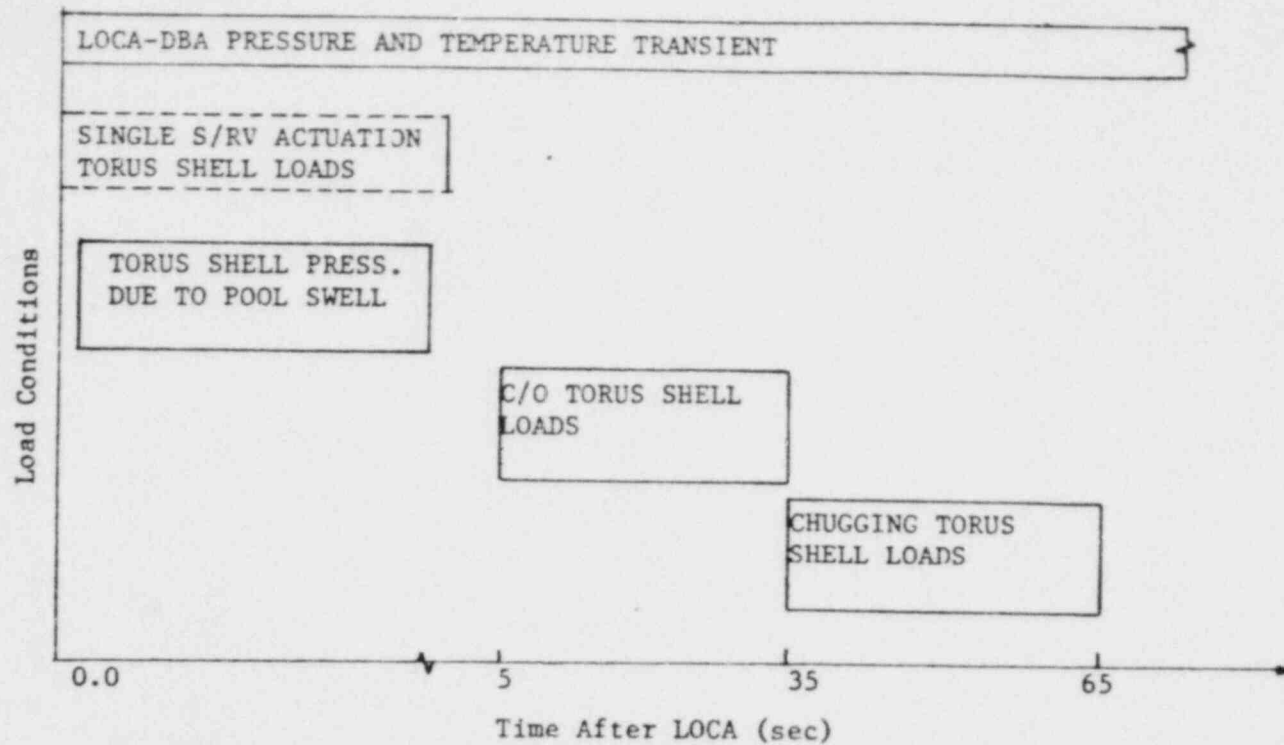 LOCA-DBA PRESSURE AND TEMPERATURE TRANSIENT
SINGLE S/RV ACTUATION
TORUS SHELL LOADS
TORUS SHELL PRESS.
DUE TO POOL SWELL
C/O TORUS SHELL
LOADS
CHUGGING TORUS
SHELL LOADS
Load Conditions
0.0 5 35 65
Time After LOCA (sec)